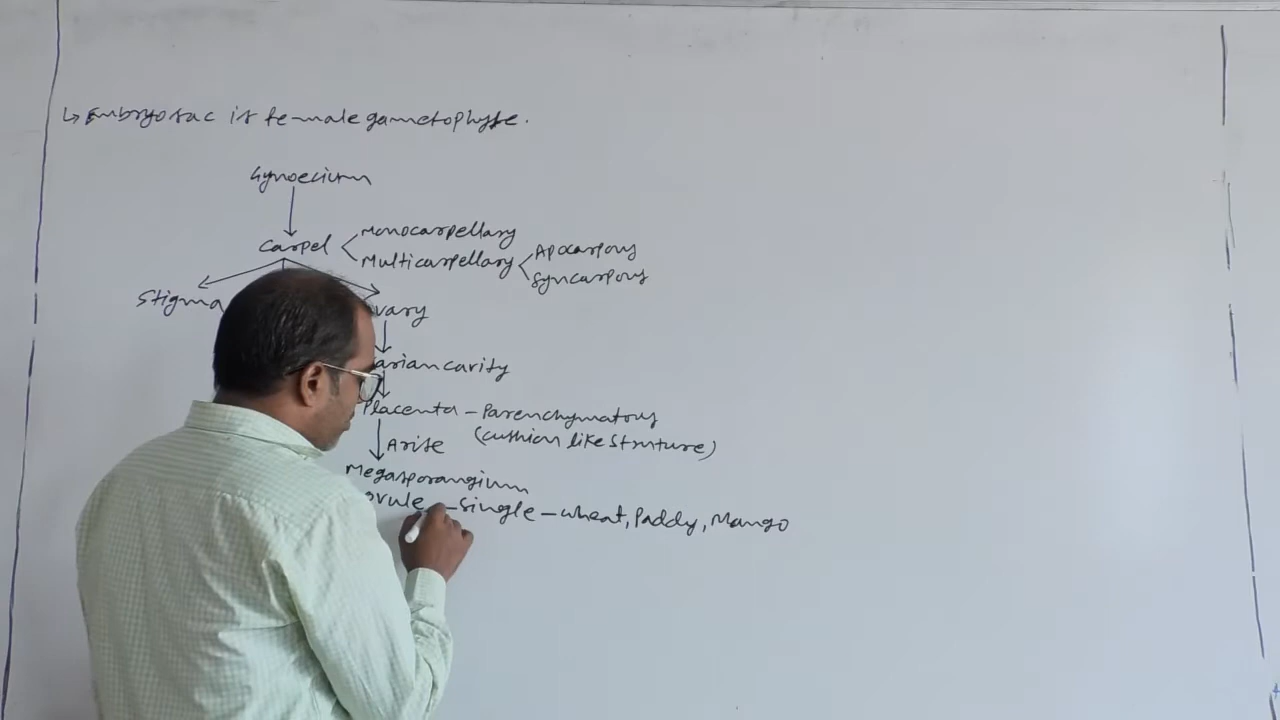 ↳ Embryosac is female gametophyte.
Gynoecium
Carpel
Monocarpellary
Multicarpellary
Apocarpous
Syncarpous
Stigma
vary
arian cavity
Placenta - Parenchymatous
(cushion like Struture)
Arise
Megasporangium
ovule - single - wheat, Paddy, Mango